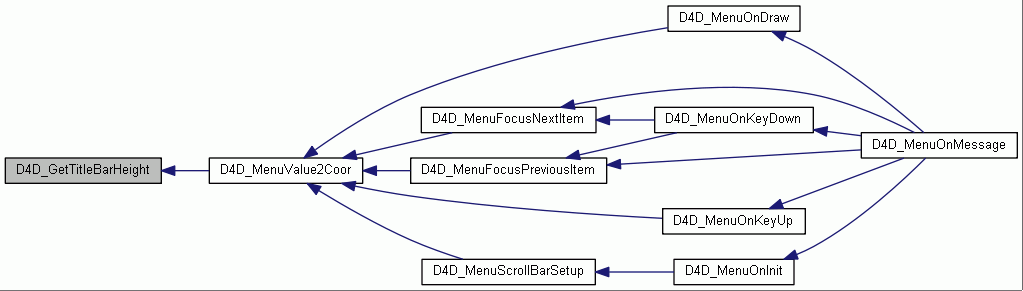 D4D_MenuOnDraw
D4D_MenuFocusNextItem
D4D_MenuOnKeyDown
D4D_MenuOnMessage
D4D_GetTitleBarHeight
D4D_MenuValue2Coor
D4D_MenuFocusPreviousItem
D4D_MenuOnKeyUp
D4D_MenuScrollBarSetup
D4D_MenuOnInit